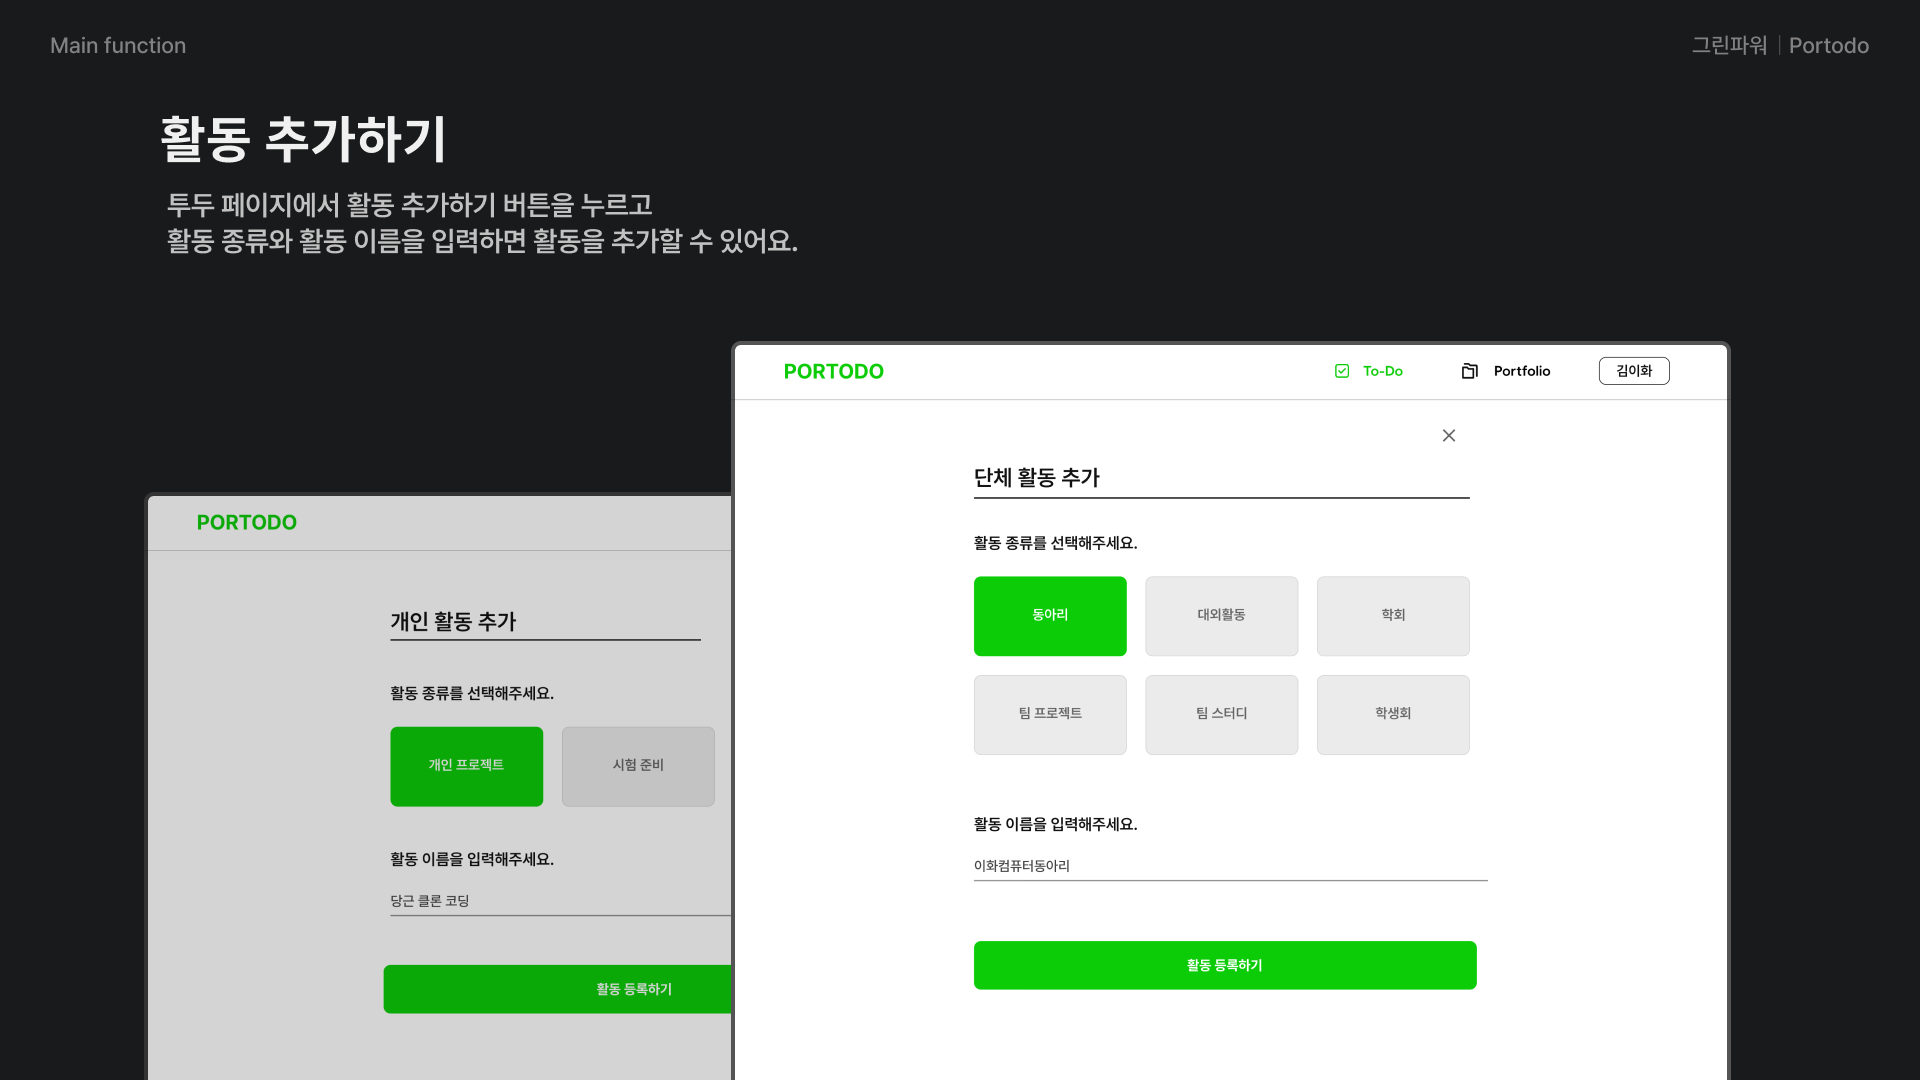 Main function
그린파워 | Portodo
활동 추가하기
투두 페이지에서 활동 추가하기 버튼을 누르고
활동 종류와 활동 이름을 입력하면 활동을 추가할 수 있어요.
PORTODO
개인 활동 추가
활동 종류를 선택해주세요.
개인 프로젝트
시험 준비
활동 이름을 입력해주세요.
당근 클론 코딩
활동 등록하기
PORTODO
To-Do
Portfolio
김이화
단체 활동 추가
활동 종류를 선택해주세요.
동아리
대외활동
학회
팀 프로젝트
팀 스터디
학생회
활동 이름을 입력해주세요.
이화컴퓨터동아리
활동 등록하기